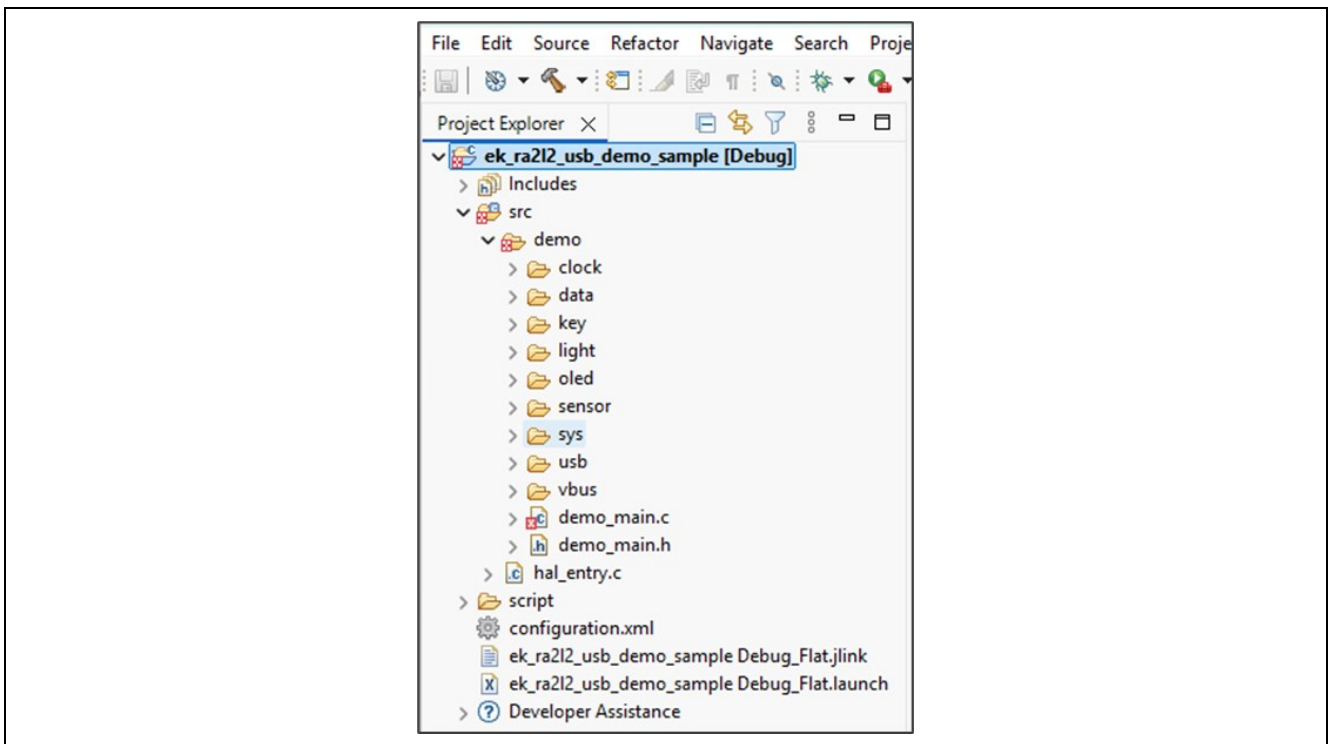 File Edit Source Refactor Navigate Search Proje
Project Explorer
ek_ra2l2_usb_demo_sample [Debug]
Includes
src
demo
clock
data
key
light
oled
sensor
sys
usb
vbus
demo_main.c
demo_main.h
hal_entry.c
script
configuration.xml
ek_ra2l2_usb_demo_sample Debug_Flat.jlink
ek_ra2l2_usb_demo_sample Debug_Flat.launch
Developer Assistance